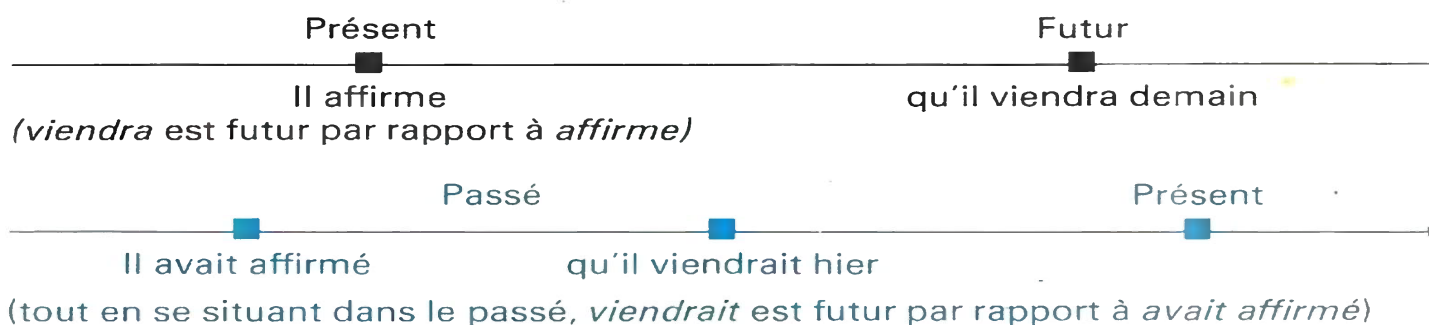 Présent Futur
Il affirme qu'il viendra demain
(viendra est futur par rapport à affirme)
Passé Présent
Il avait affirmé qu'il viendrait hier
(tout en se situant dans le passé, viendrait est futur par rapport à avait affirmé)